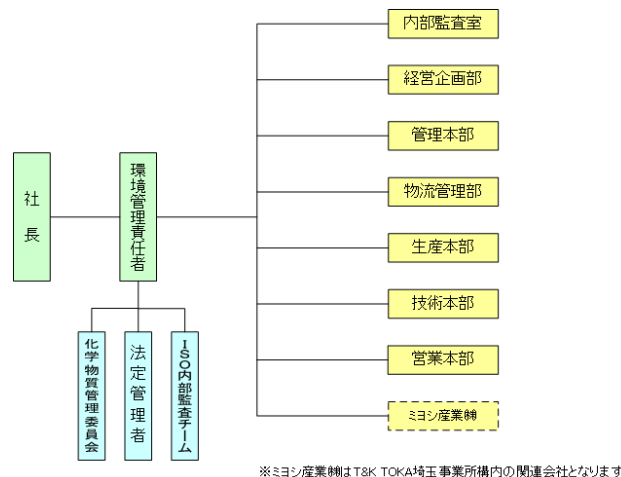 内部監査室
経営企画部
管理本部
物流管理部
生産本部
技術本部
営業本部
ミヨシ産業㈱
社長
環境管理責任者
化学物質管理委員会
法定管理者
ISO内部監査チーム
※ミヨシ産業㈱はT&K TOKA埼玉事業所構内の関連会社となります